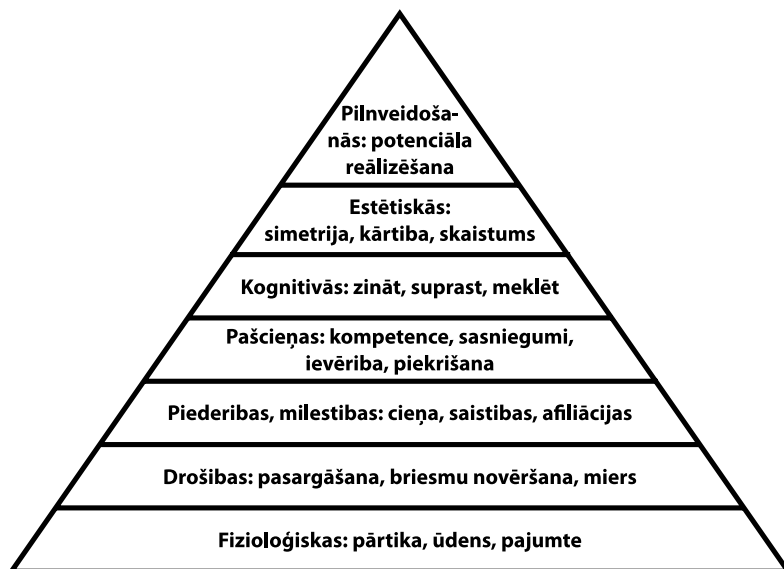 Pilnveidoša-
nās: potenciāla
reālizēšana
Estētiskās:
simetrija, kārtiba, skaistums
Kognitivās: zināt, suprast, meklēt
Pašcieņas: kompetence, sasniegumi,
ievēriba, piekrišana
Piederibas, milestibas: cieņa, saistibas, afiliācijas
Drošibas: pasargāšana, briesmu novēršana, miers
Fizioloģiskas: pārtika, ūdens, pajumte